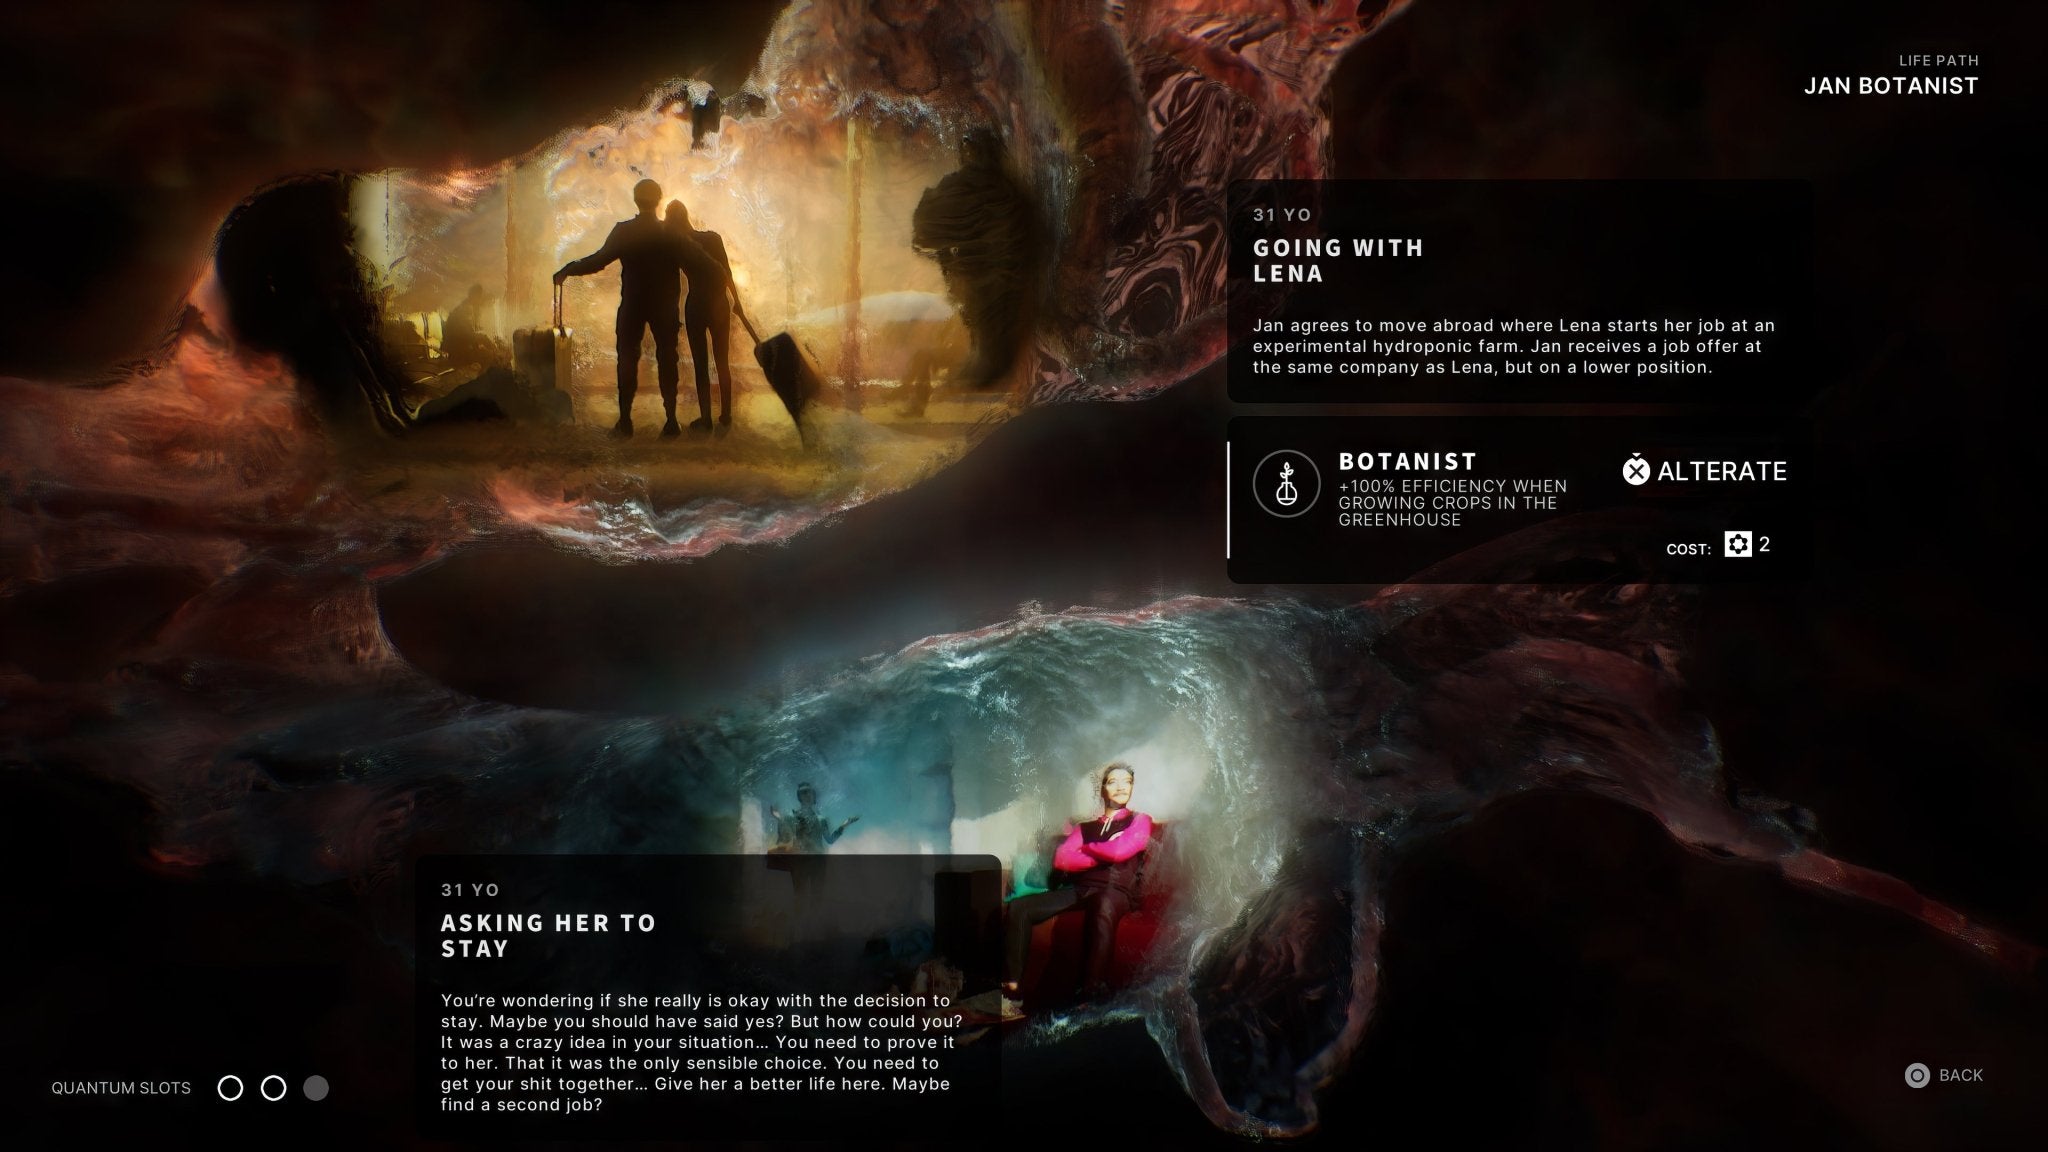 LIFE PATH
JAN BOTANIST
31 YO
GOING WITH
LENA
Jan agrees to move abroad where Lena starts her job at an
experimental hydroponic farm. Jan receives a job offer at
the same company as Lena, but on a lower position.
BOTANIST
+100% EFFICIENCY WHEN
GROWING CROPS IN THE
GREENHOUSE
ALTERATE
COST: 2
31 YO
ASKING HER TO
STAY
You’re wondering if she really is okay with the decision to
stay. Maybe you should have said yes? But how could you?
It was a crazy idea in your situation... You need to prove it
to her. That it was the only sensible choice. You need to
get your shit together... Give her a better life here. Maybe
find a second job?
QUANTUM SLOTS
BACK